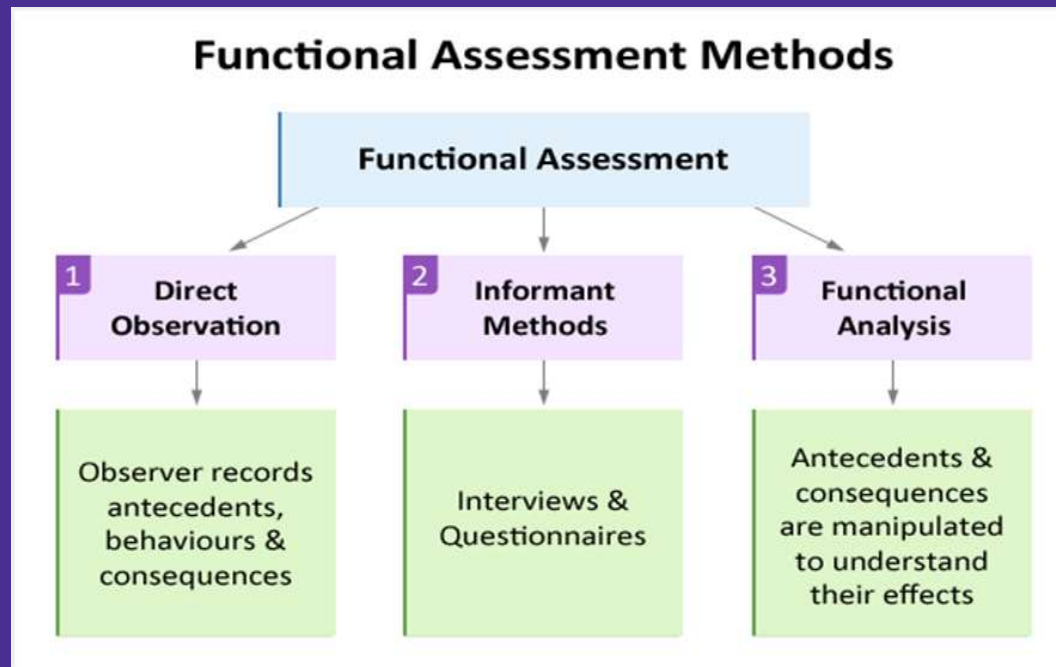 Functional Assessment Methods
Functional Assessment
1
Direct
Observation
2
Informant
Methods
3
Functional
Analysis
Observer records
antecedents,
behaviours &
consequences
Interviews &
Questionnaires
Antecedents &
consequences
are manipulated
to understand
their effects